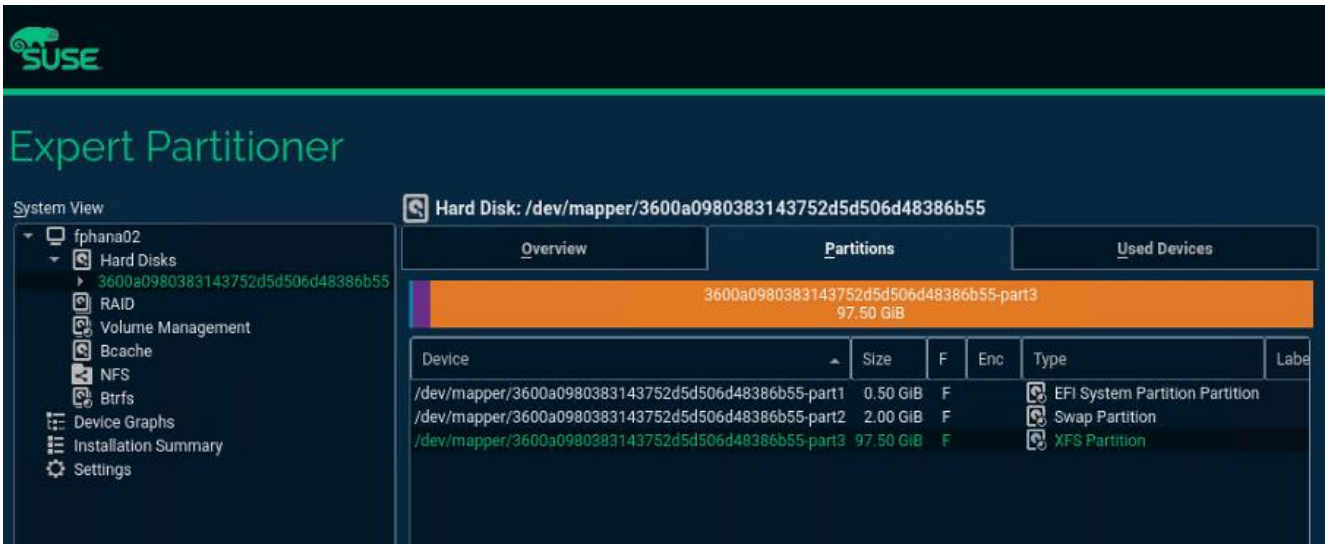 SUSE
Expert Partitioner
System View
fphana02
Hard Disks
3600a0980383143752d5d506d48386b55
RAID
Volume Management
Bcache
NFS
Btrfs
Device Graphs
Installation Summary
Settings
Hard Disk: /dev/mapper/3600a0980383143752d5d506d48386b55
Overview Partitions Used Devices
3600a0980383143752d5d506d48386b55-part3
97.50 GiB
Device Size F Enc Type Labe
/dev/mapper/3600a0980383143752d5d506d48386b55-part1 0.50 GiB F EFI System Partition Partition
/dev/mapper/3600a0980383143752d5d506d48386b55-part2 2.00 GiB F Swap Partition
/dev/mapper/3600a0980383143752d5d506d48386b55-part3 97.50 GiB F XFS Partition